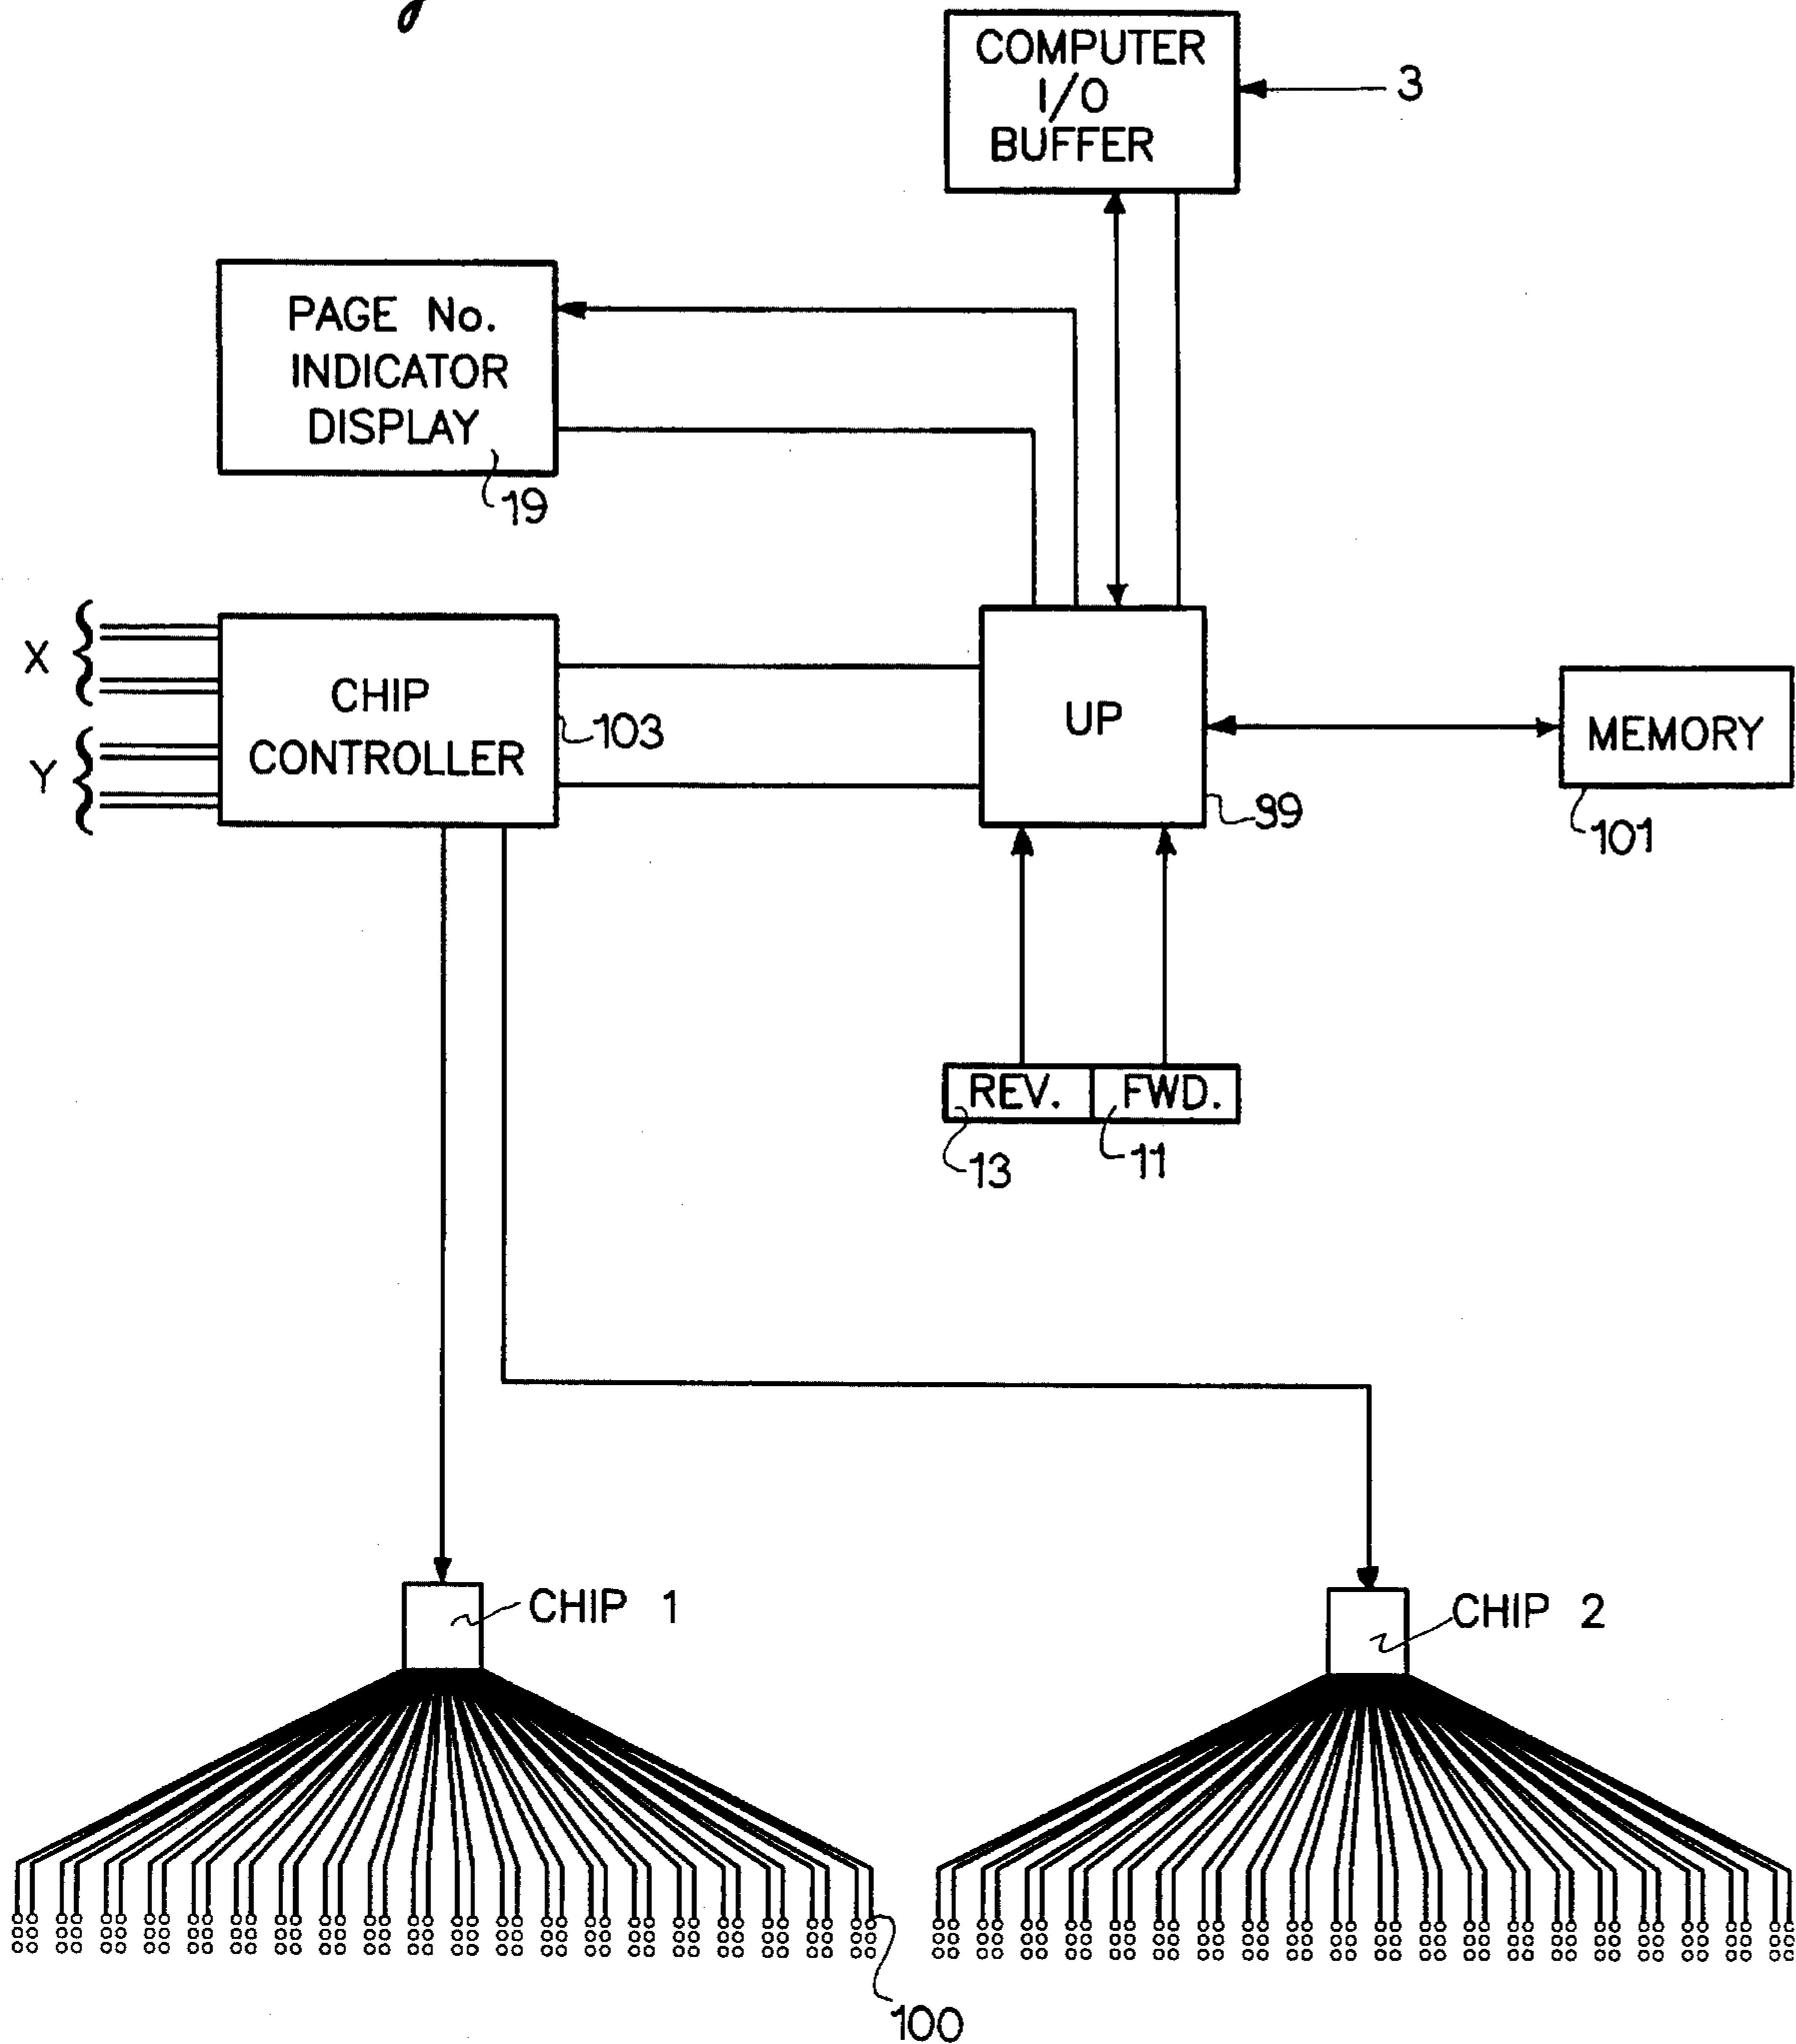 COMPUTER
I/O
BUFFER
3
PAGE No.
INDICATOR
DISPLAY
19
X
Y
CHIP
CONTROLLER
103
UP
99
MEMORY
101
REV.
FWD.
13
11
CHIP 1
CHIP 2
100